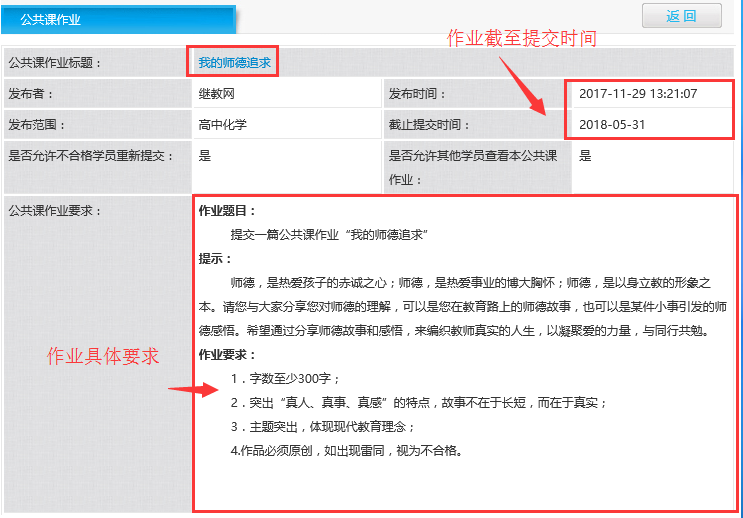 公共课作业
返 回
作业截至提交时间
公共课作业标题：
我的师德追求
发布者：
继教网
发布时间：
2017-11-29 13:21:07
发布范围：
高中化学
截止提交时间：
2018-05-31
是否允许不合格学员重新提交：
是
是否允许其他学员查看本公共课
作业：
是
公共课作业要求：
作业题目：
提交一篇公共课作业“我的师德追求”
提示：
师德，是热爱孩子的赤诚之心；师德，是热爱事业的博大胸怀；师德，是以身立教的形象之
本。请您与大家分享您对师德的理解，可以是您在教育路上的师德故事，也可以是某件小事引发的师
德感悟。希望通过分享师德故事和感悟，来编织教师真实的人生，以凝聚爱的力量，与同行共勉。
作业要求：
作业具体要求
1．字数至少300字；
2．突出“真人、真事、真感”的特点，故事不在于长短，而在于真实；
3．主题突出，体现现代教育理念；
4.作品必须原创，如出现雷同，视为不合格。